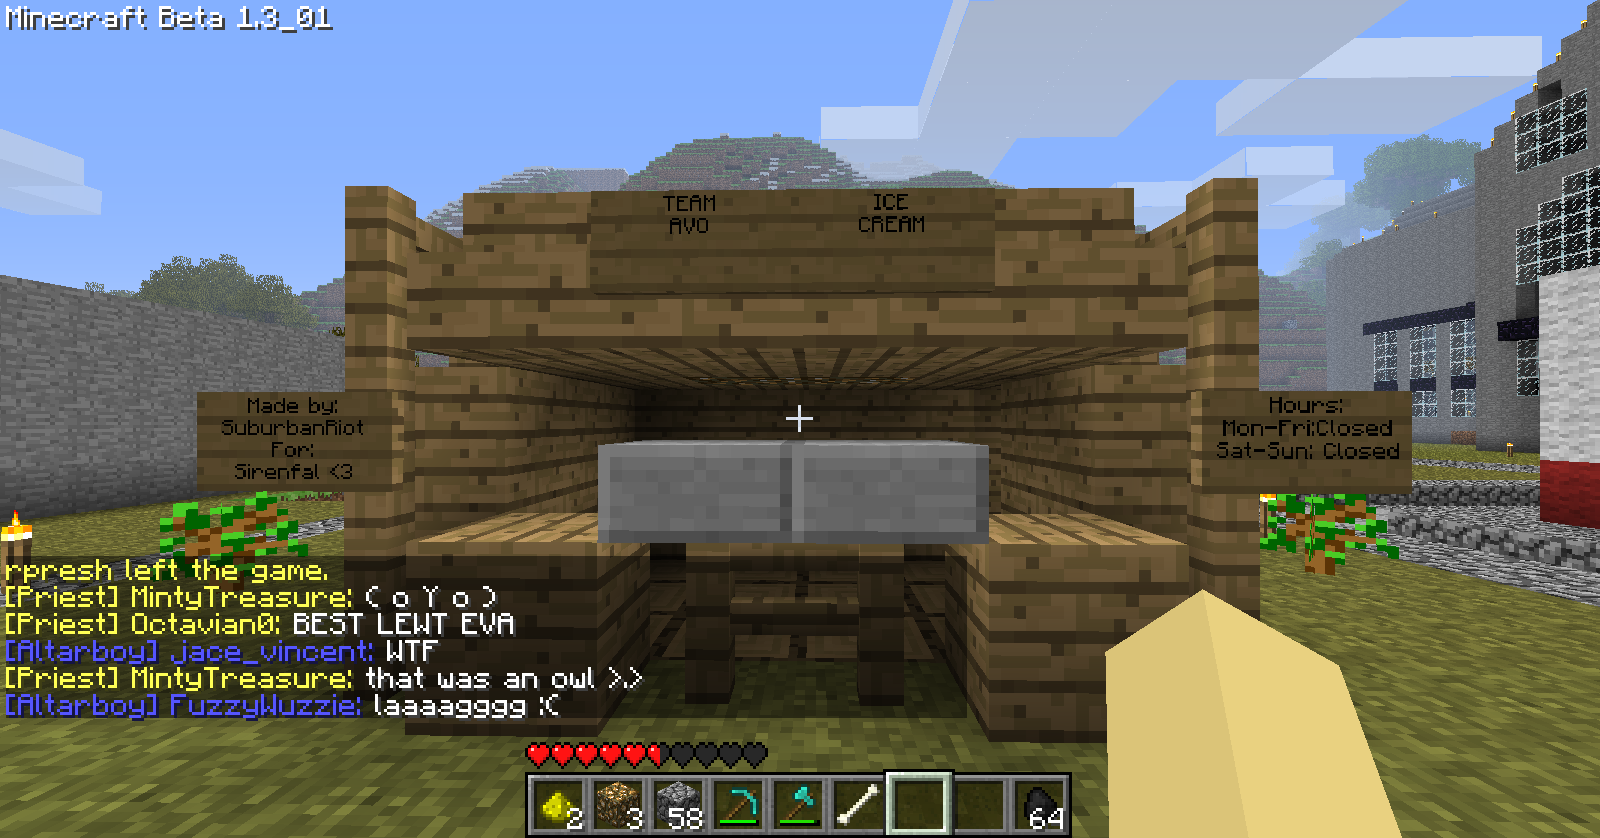 Minecraft Beta 1.3_01
TEAM
AVO
ICE
CREAM
Made by:
SuburbanRiot
For:
Sirenfal <3
Hours:
Mon-Fri:Closed
Sat-Sun: Closed
rpresh left the game.
[Priest] MintyTreasure: ( o Y o )
[Priest] Octavian0: BEST LEWT EVA
[Altarboy] jace_vincent: WTF
[Priest] MintyTreasure: that was an owl >.>
[Altarboy] FuzzyWuzzie: laaaagggg :(
2
3
58
64